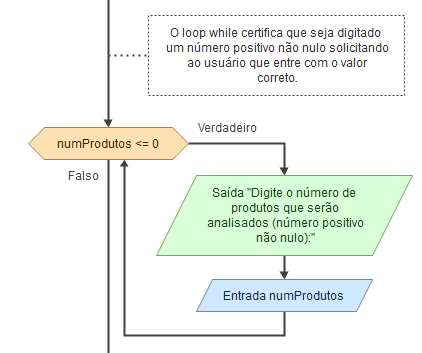 O loop while certifica que seja digitado
um número positivo não nulo solicitando
ao usuário que entre com o valor
correto.
numProdutos <= 0
Verdadeiro
Falso
Saída "Digite o número de
produtos que serão
analisados (número positivo
não nulo):"
Entrada numProdutos